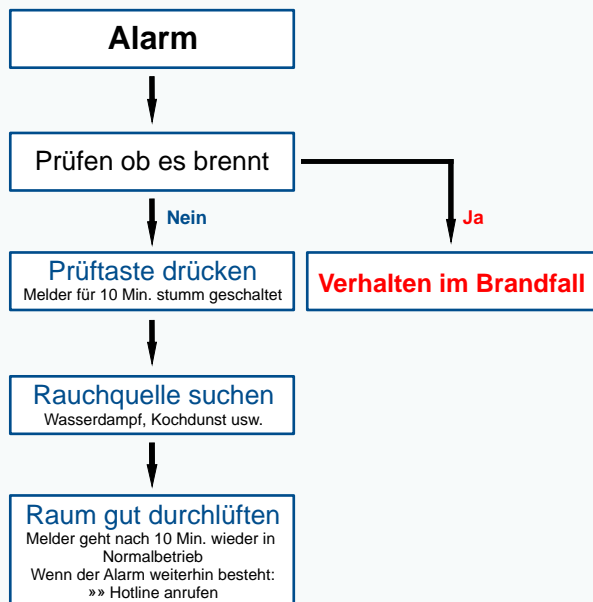 Alarm
Prüfen ob es brennt
Nein
Ja
Prüftaste drücken
Melder für 10 Min. stumm geschaltet
Verhalten im Brandfall
Rauchquelle suchen
Wasserdampf, Kochdunst usw.
Raum gut durchlüften
Melder geht nach 10 Min. wieder in
Normalbetrieb
Wenn der Alarm weiterhin besteht:
»» Hotline anrufen